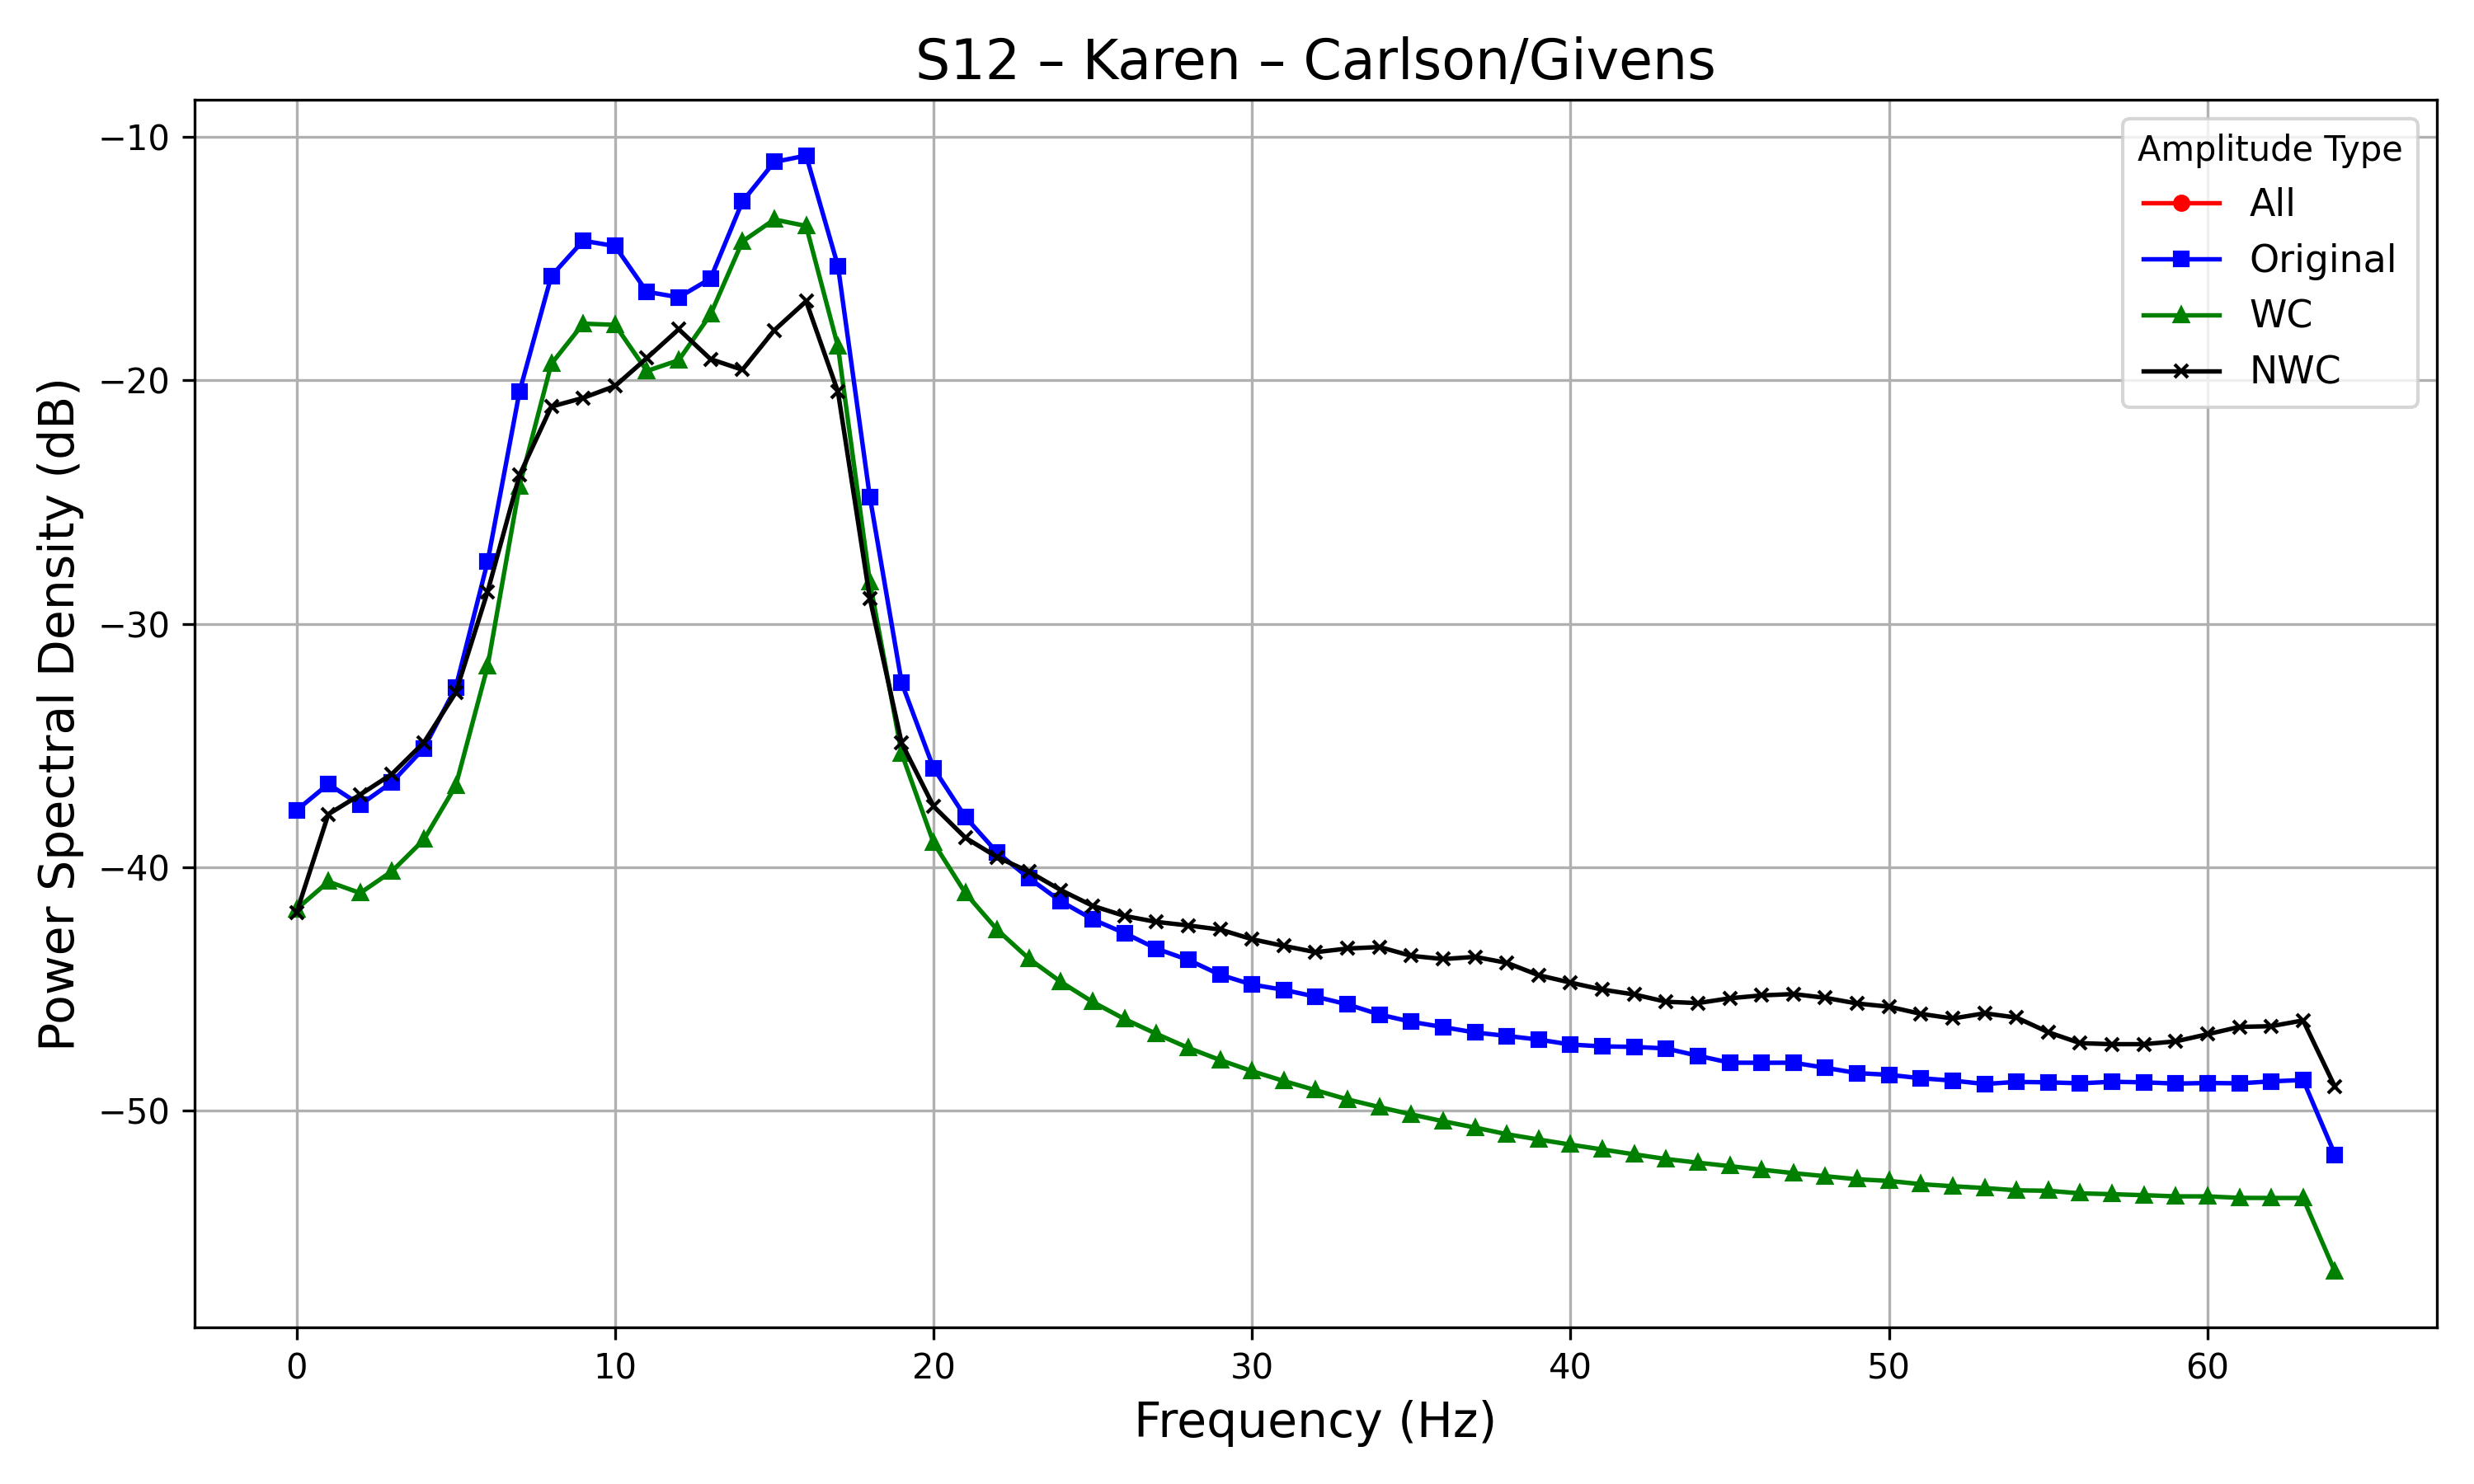 S12 – Karen – Carlson/Givens
Power Spectral Density (dB)
−10
−20
−30
−40
−50
Amplitude Type
All
Original
WC
NWC
0 10 20 30 40 50 60
Frequency (Hz)